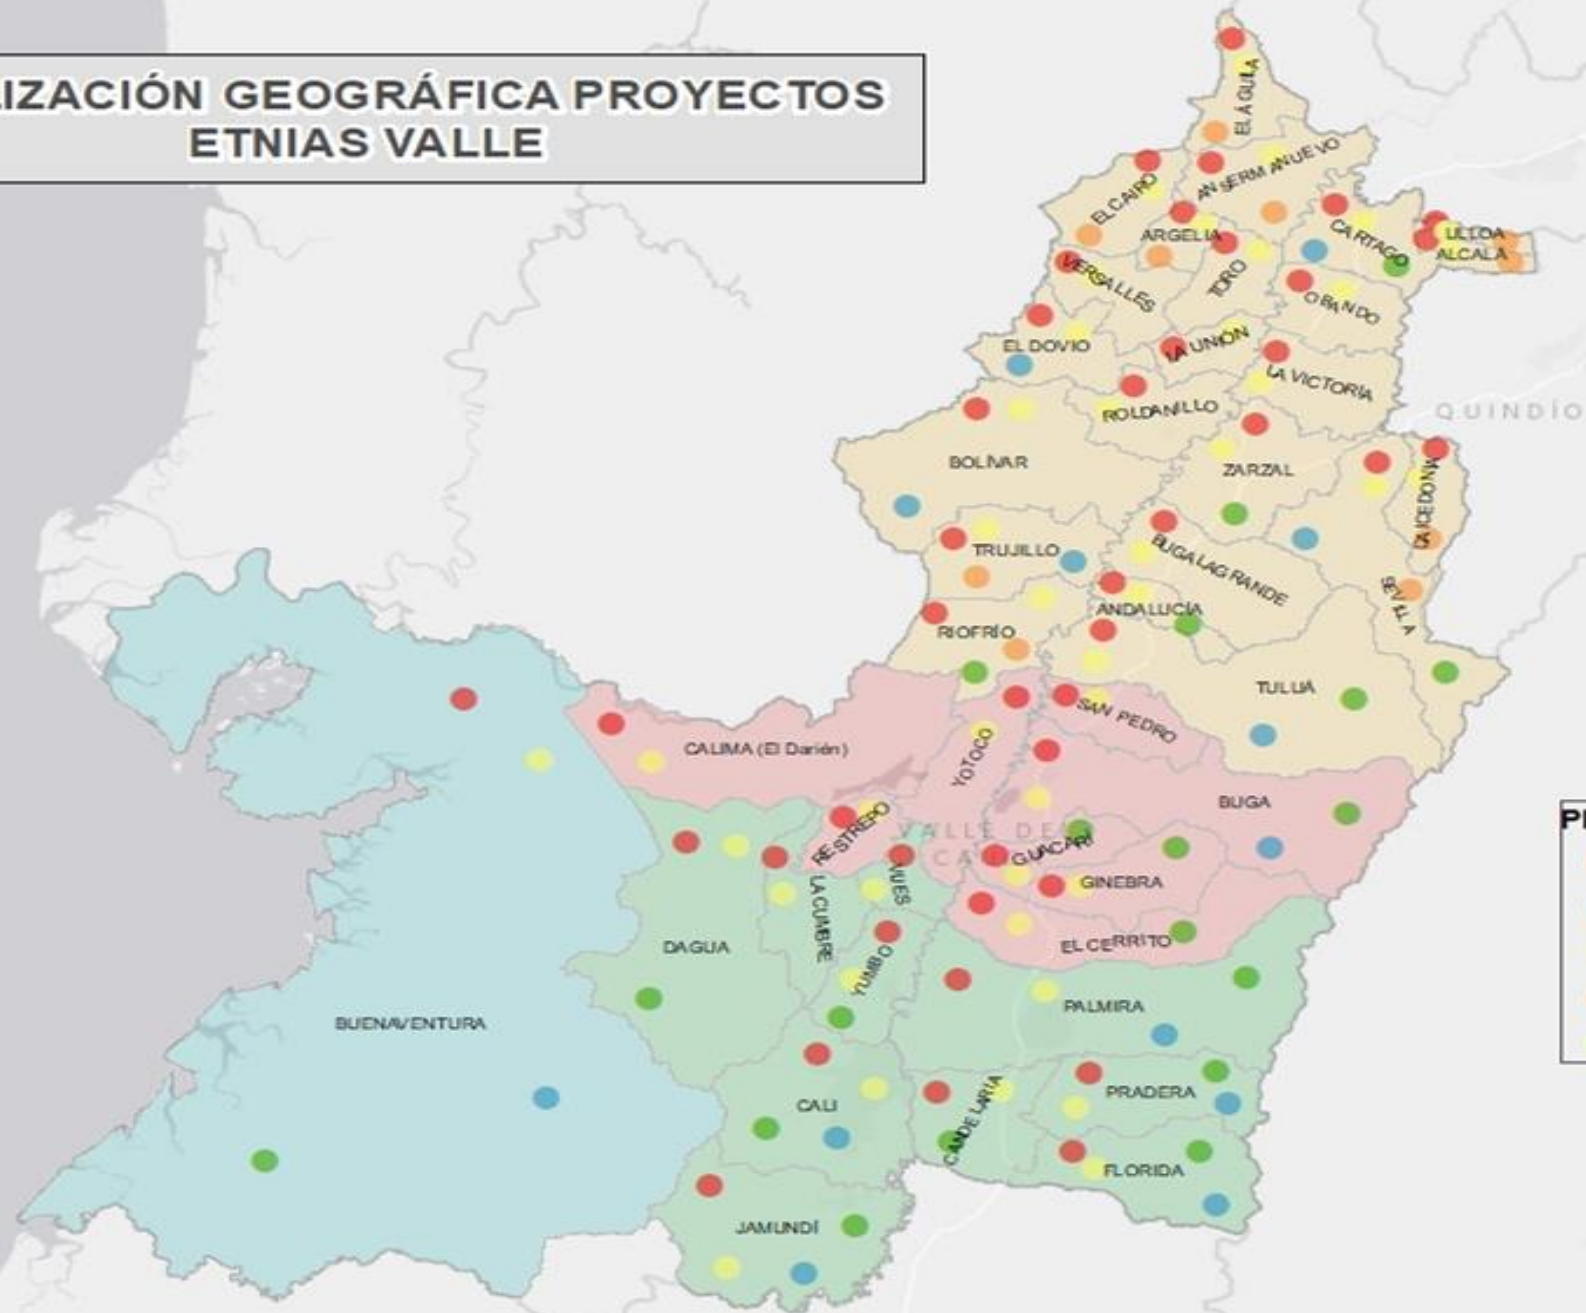 IZACIÓN GEOGRÁFICA PROYECTOS
ETNIAS VALLE
EL ÁGUILA
ANSERMANUEVO
EL CAIRO
ARGELIA
CARTAGO
ULLOA
ALCALA
VERSALLES
TORO
OBANDO
EL DOVIO
LA UNIÓN
LA VICTORÍA
ROLDANILLO
QUINDÍO
BOLÍVAR
ZARZAL
CAICEDONIA
TRUJILLO
BUGALAGRANDE
SEVILLA
ANDALUCÍA
RIOFRÍO
TULUÁ
SAN PEDRO
CALIMA (El Darién)
YOTOCO
BUGA
RESTREPO
VALLE DE
CA
GUACARÍ
VIJES
GINEBRA
LA CUMBRE
DAGUA
YUMBO
EL CERRITO
PALMIRA
BUENAVENTURA
CALI
CANDELARIA
PRADERA
FLORIDA
JAMUNDÍ